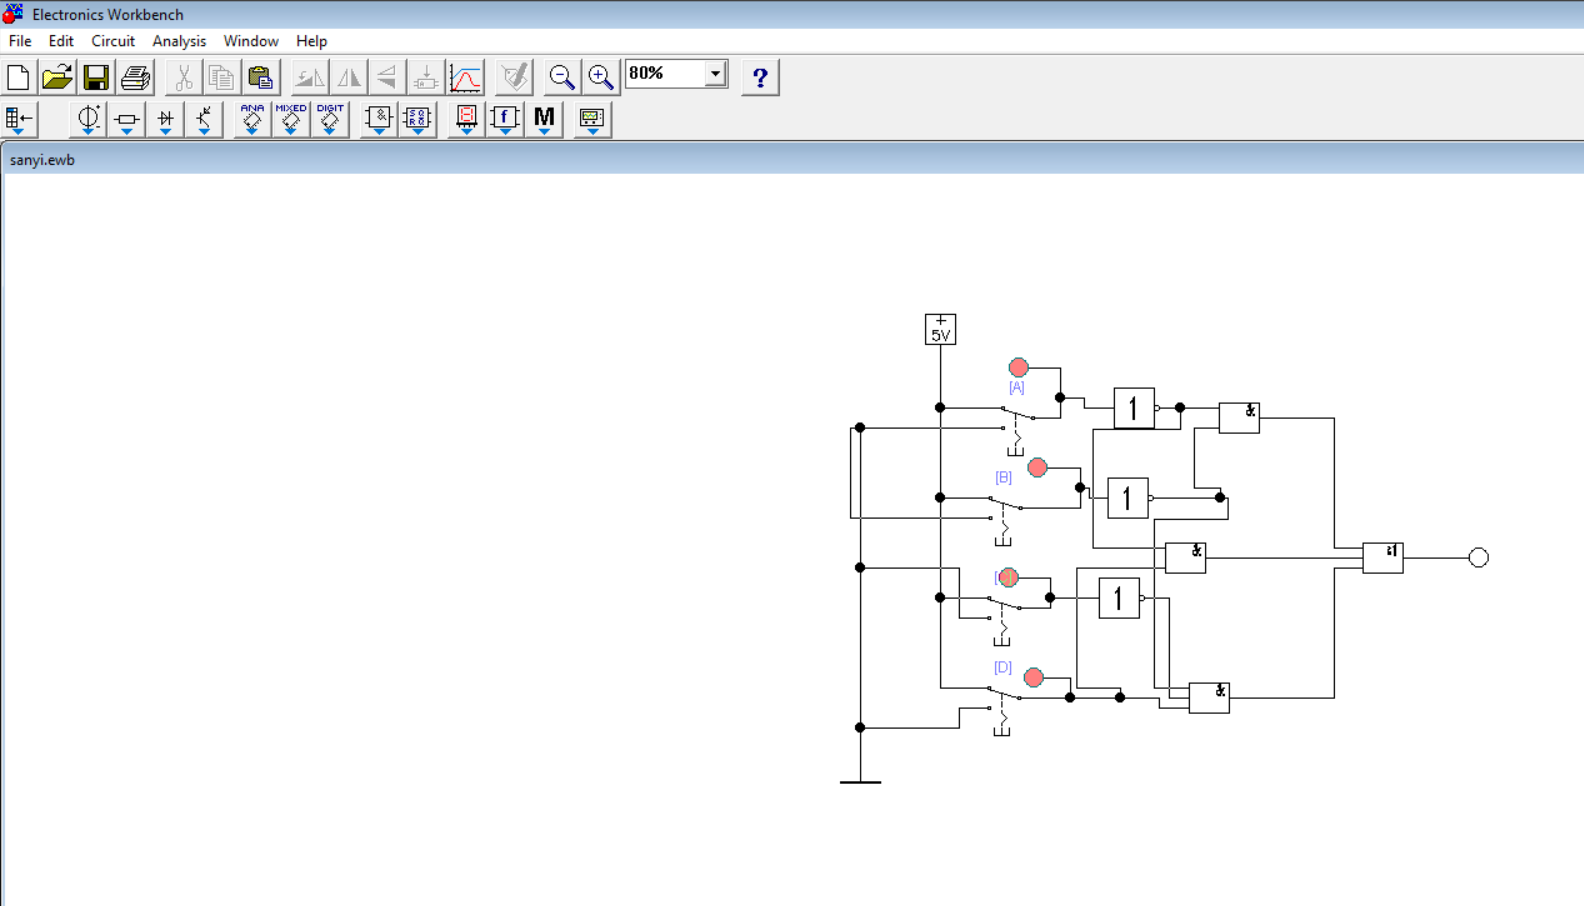 Electronics Workbench
File Edit Circuit Analysis Window Help
80% ?
ANA MIXED DIGIT & f M
sanyi.ewb
+
5V
[A]
1
&
[B]
1
&
1
1
[D]
&